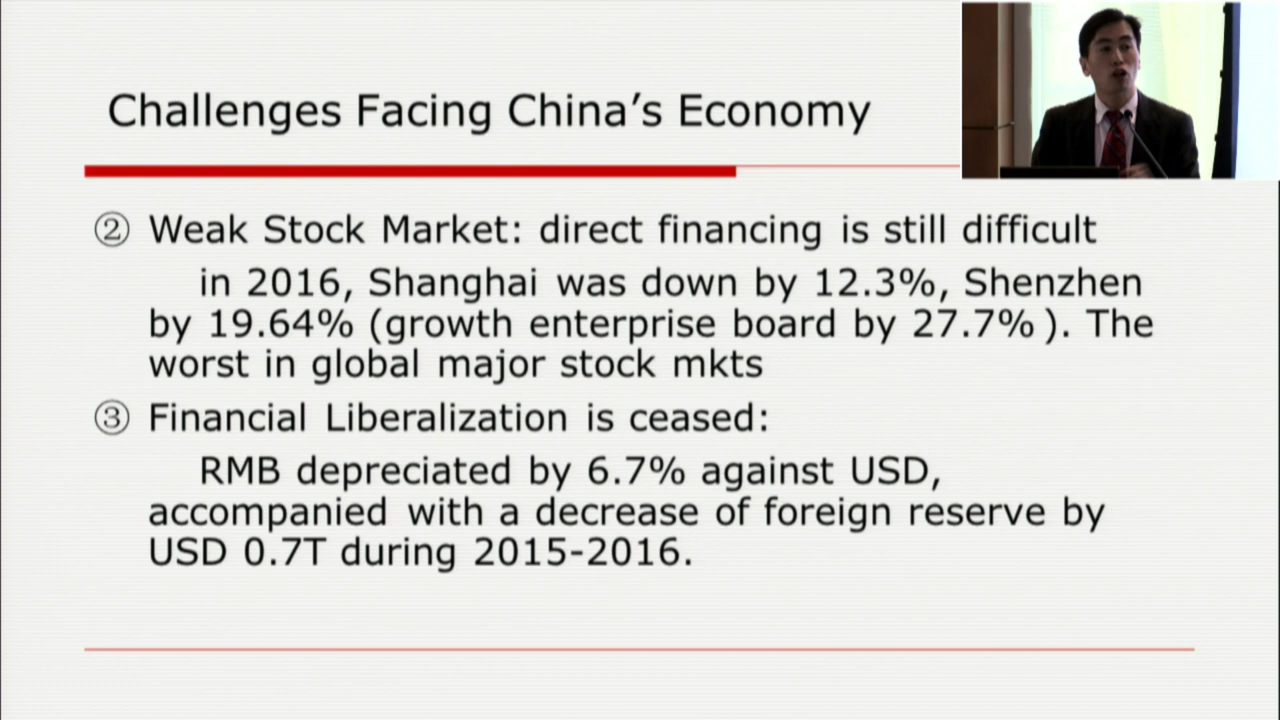 Challenges Facing China's Economy
② Weak Stock Market: direct financing is still difficult
in 2016, Shanghai was down by 12.3%, Shenzhen
by 19.64% (growth enterprise board by 27.7% ). The
worst in global major stock mkts
③ Financial Liberalization is ceased:
RMB depreciated by 6.7% against USD,
accompanied with a decrease of foreign reserve by
USD 0.7T during 2015-2016.